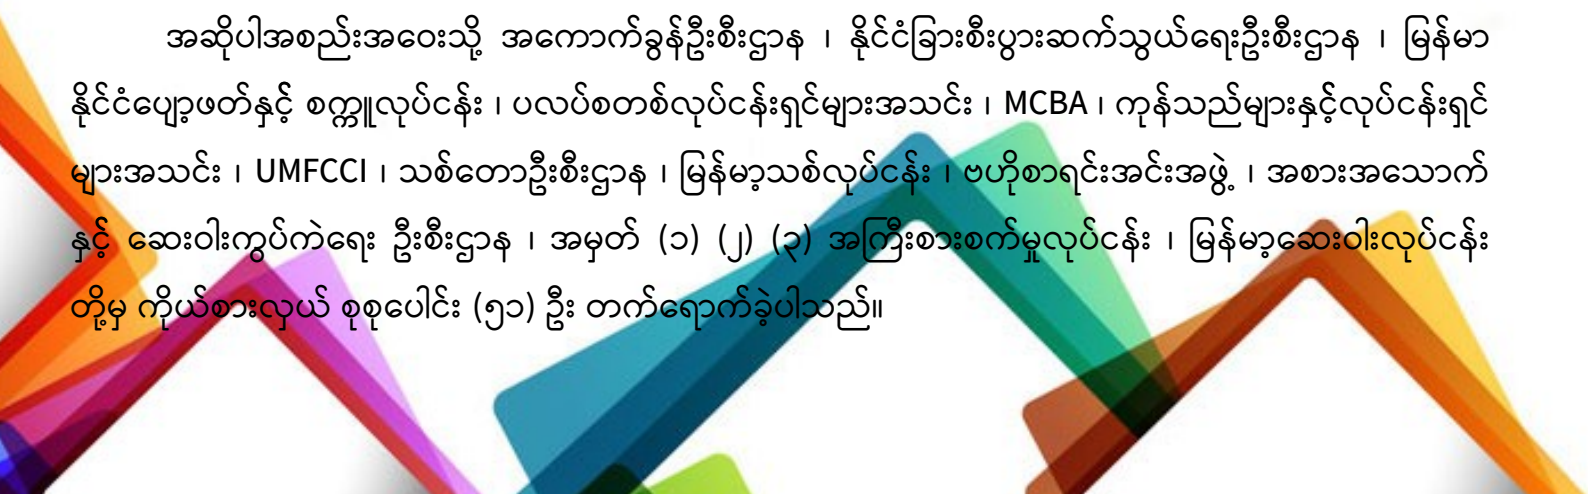 အဆိုပါအစည်းအဝေးသို့ အကောက်ခွန်ဦးစီးဌာန ၊ နိုင်ငံခြားစီးပွားဆက်သွယ်ရေးဦးစီးဌာန ၊ မြန်မာ
နိုင်ငံပျော့ဖတ်နှင့် စက္ကူလုပ်ငန်း ၊ ပလပ်စတစ်လုပ်ငန်းရှင်များအသင်း ၊ MCBA ၊ ကုန်သည်များနှင့်လုပ်ငန်းရှင်
များအသင်း ၊ UMFCCI ၊ သစ်တောဦးစီးဌာန ၊ မြန်မာ့သစ်လုပ်ငန်း ၊ ဗဟိုစာရင်းအင်းအဖွဲ့ ၊ အစားအသောက်
နှင့် ဆေးဝါးကွပ်ကဲရေး ဦးစီးဌာန ၊ အမှတ် (၁) (၂) (၃) အကြီးစားစက်မှုလုပ်ငန်း ၊ မြန်မာ့ဆေးဝါးလုပ်ငန်း
တို့မှ ကိုယ်စားလှယ် စုစုပေါင်း (၅၁) ဦး တက်ရောက်ခဲ့ပါသည်။